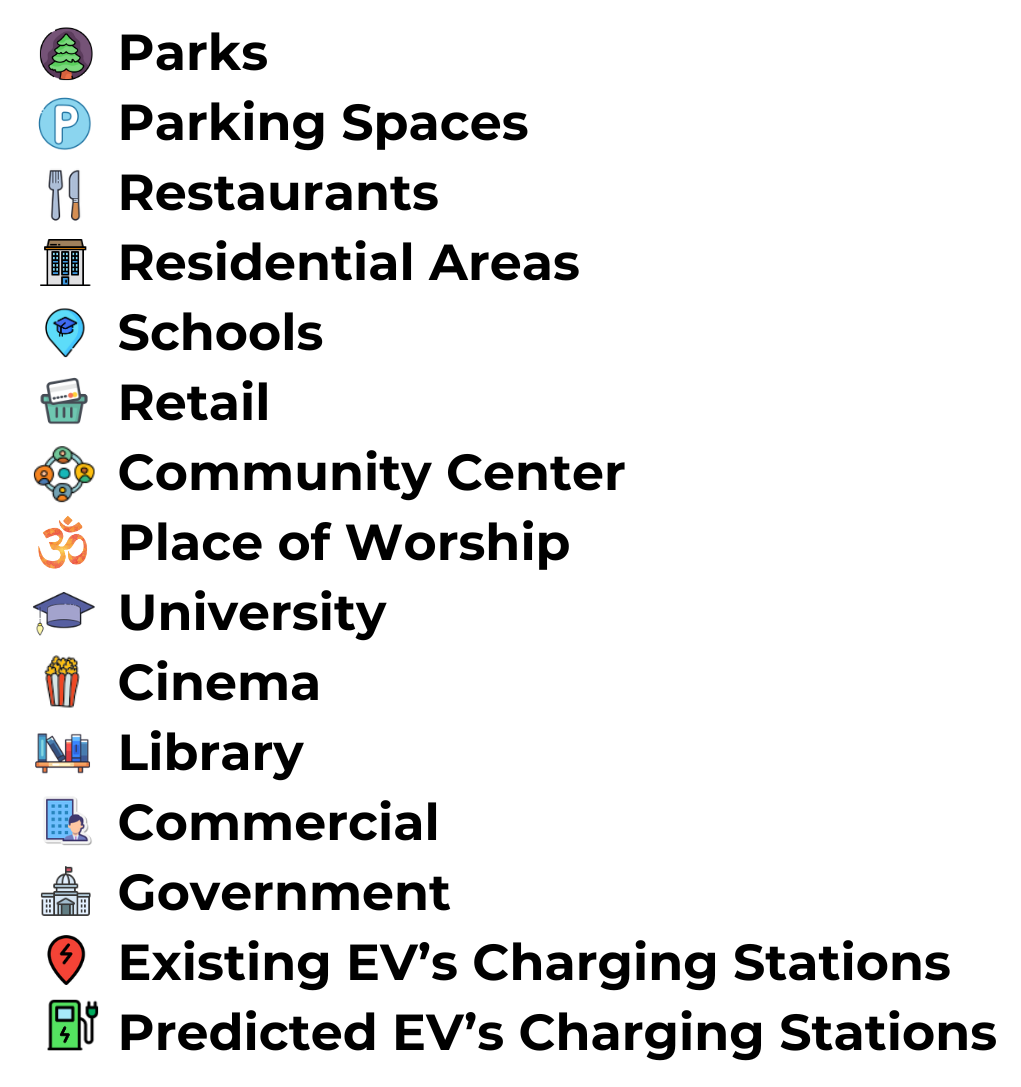 Parks
P
Parking Spaces
Restaurants
Residential Areas
Schools
Retail
Community Center
ॐ
Place of Worship
University
Cinema
Library
Commercial
Government
Existing EV’s Charging Stations
Predicted EV’s Charging Stations